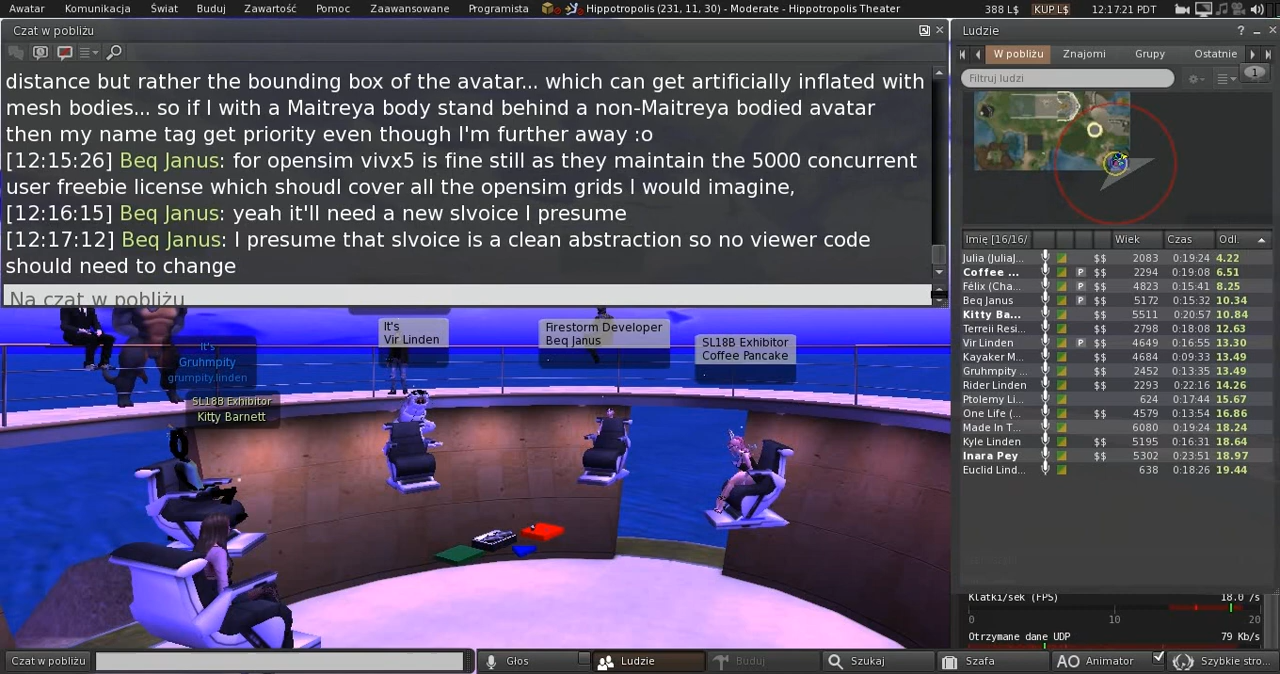 Awatar Komunikacja Świat Buduj Zawartość Pomoc Zaawansowane Programista Hippotropolis (231, 11, 30) - Moderate - Hippotropolis Theater 388 L$ KUP L$ 12:17:21 PDT
Czat w pobliżu
distance but rather the bounding box of the avatar... which can get artificially inflated with
mesh bodies... so if I with a Maitreya body stand behind a non-Maitreya bodied avatar
then my name tag get priority even though I'm further away :o
[12:15:26] Beq Janus: for opensim vivx5 is fine still as they maintain the 5000 concurrent
user freebie license which shoudl cover all the opensim grids I would imagine,
[12:16:15] Beq Janus: yeah it'll need a new slvoice I presume
[12:17:12] Beq Janus: I presume that slvoice is a clean abstraction so no viewer code
should need to change
Na czat w pobliżu
It's
Gruhmpity
grumpity.linden
SL18B Exhibitor
Kitty Barnett
It's
Vir Linden
Firestorm Developer
Beq Janus
SL18B Exhibitor
Coffee Pancake
Ludzie
W pobliżu Znajomi Grupy Ostatnie
Filtruj ludzi
1
Imię [16/16/ Wiek Czas Odl.
Julia (JuliaJ... $$ 2083 0:19:24 4.22
Coffee ... P $$ 2294 0:19:08 6.51
Félix (Cha... P $$ 4823 0:15:41 8.25
Beq Janus P $$ 5172 0:15:32 10.34
Kitty Ba... $$ 5511 0:20:57 10.84
Terreii Resi... $$ 2798 0:18:08 12.63
Vir Linden P $$ 4649 0:16:55 13.30
Kayaker M... $$ 4684 0:09:33 13.49
Gruhmpity ... $$ 2452 0:13:35 13.49
Rider Linden $$ 2293 0:22:16 14.26
Ptolemy Li... 624 0:17:44 15.67
One Life (... $$ 4579 0:13:54 16.86
Made In T... 6080 0:19:24 18.24
Kyle Linden $$ 5195 0:16:31 18.64
Inara Pey $$ 5302 0:23:51 18.97
Euclid Lind... 638 0:18:26 19.44
Klatki/sek (FPS) 18.0 /s
0 10 20
Otrzymane dane UDP 79 Kb/s
Czat w pobliżu Głos Ludzie Buduj Szukaj Szafa AO Animator Szybkie stro...